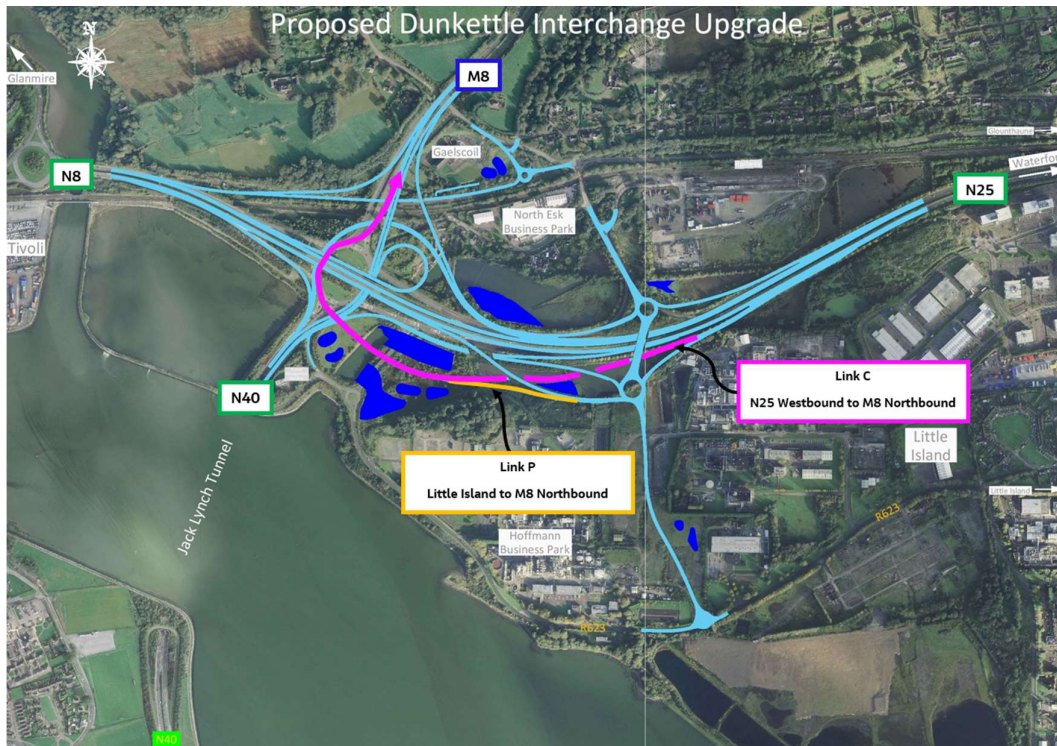 Proposed Dunkettle Interchange Upgrade
N
Glanmire
M8
Gaelscoil
Glounthaune
N8
Waterfo
N25
North Esk
Business Park
Tivoli
Link C
N25 Westbound to M8 Northbound
N40
Little
Island
Link P
Little Island to M8 Northbound
Jack Lynch Tunnel
Little Island
R623
Hoffmann
Business Park
R623
N40